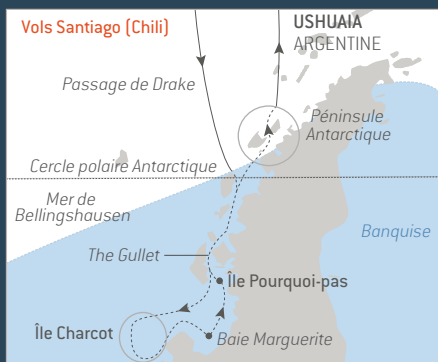 Vols Santiago (Chili)
USHUAIA
ARGENTINE
Passage de Drake
Péninsule
Antarctique
Cercle polaire Antarctique
Mer de
Bellingshausen
Banquise
The Gullet
Île Pourquoi-pas
Île Charcot
Baie Marguerite